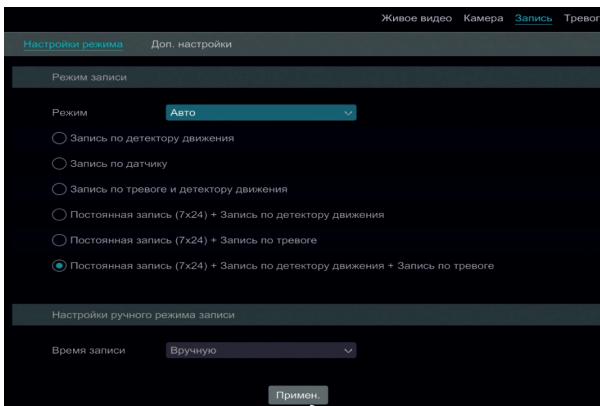 Живое видео Камера Запись Тревог
Настройки режима Доп. настройки
Режим записи
Режим Авто
Запись по детектору движения
Запись по датчику
Запись по тревоге и детектору движения
Постоянная запись (7x24) + Запись по детектору движения
Постоянная запись (7x24) + Запись по тревоге
Постоянная запись (7x24) + Запись по детектору движения + Запись по тревоге
Настройки ручного режима записи
Время записи Вручную
Примен.